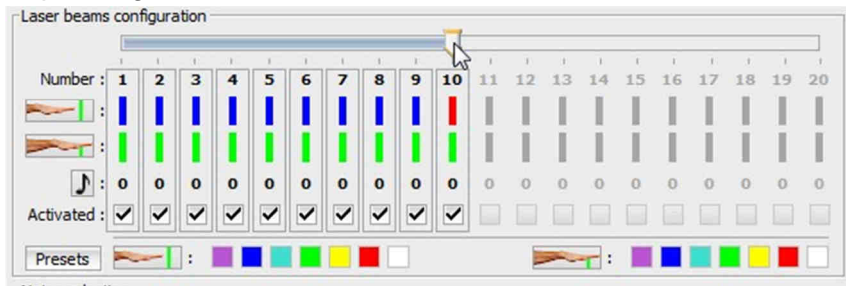 Laser beams configuration
Number : 1 2 3 4 5 6 7 8 9 10 11 12 13 14 15 16 17 18 19 20
:
:
♪ : 0 0 0 0 0 0 0 0 0 0 0 0 0 0 0 0 0 0 0 0
Activated :
Presets : :